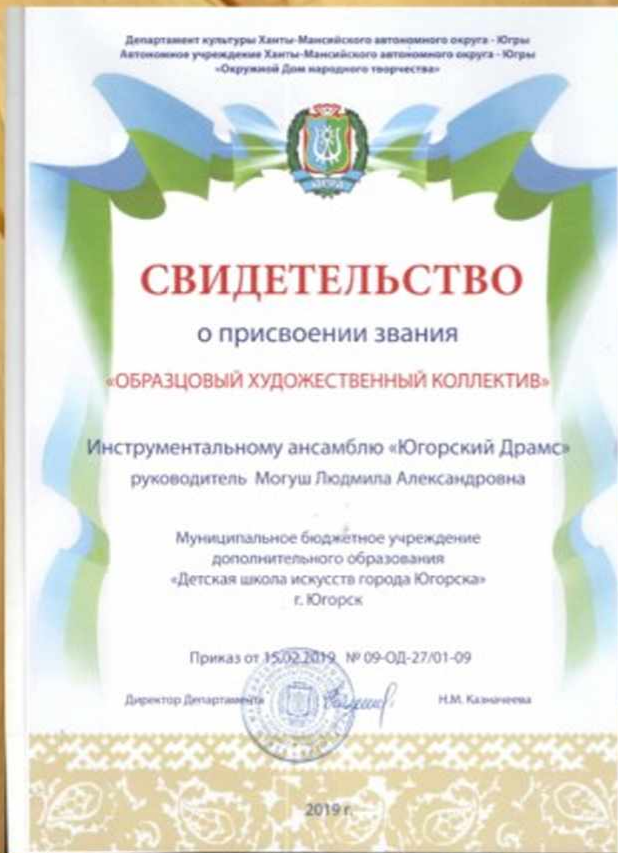 Департамент культуры Ханты-Мансийского автономного округа - Югры
Автономное учреждение Ханты-Мансийского автономного округа - Югры
«Окружной Дом народного творчества»
ЮГРА
СВИДЕТЕЛЬСТВО
о присвоении звания
«ОБРАЗЦОВЫЙ ХУДОЖЕСТВЕННЫЙ КОЛЛЕКТИВ»
Инструментальному ансамблю «Югорский Драмс»
руководитель Могуш Людмила Александровна
Муниципальное бюджетное учреждение
дополнительного образования
«Детская школа искусств города Югорска»
г. Югорск
Приказ от 15.02.2019 № 09-ОД-27/01-09
Директор Департамента Н.М. Казначеева
2019 г.